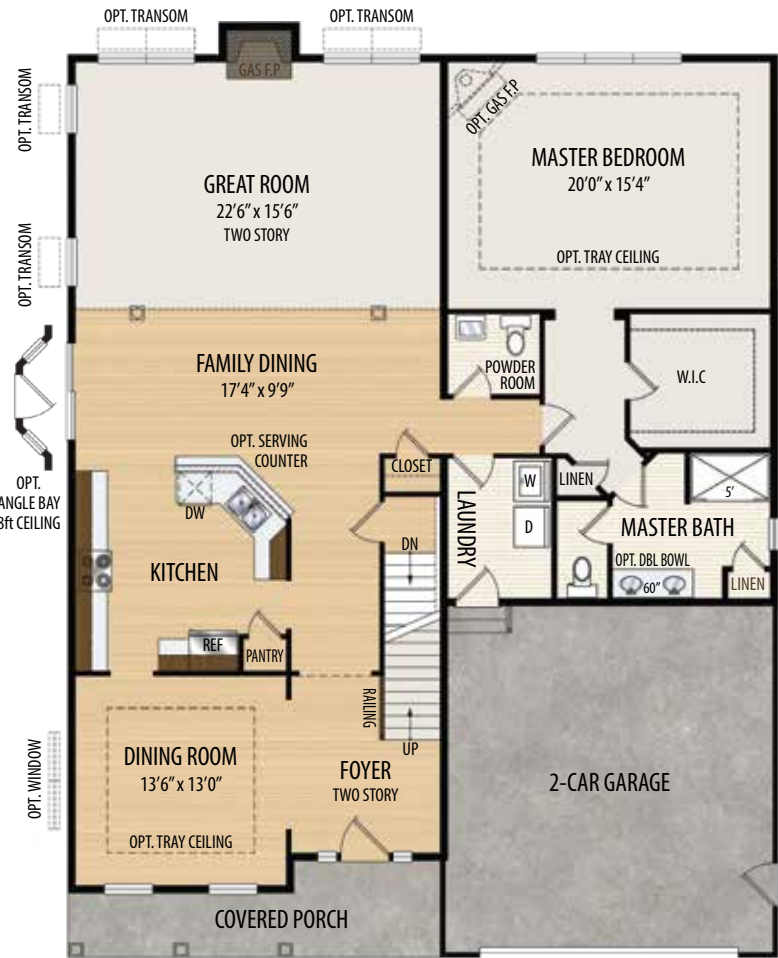 OPT. TRANSOM
OPT. TRANSOM
GAS F.P
OPT. GAS F.P
OPT. TRANSOM
MASTER BEDROOM
20'0" x 15'4"
OPT. TRAY CEILING
GREAT ROOM
22'6" x 15'6"
TWO STORY
OPT. TRANSOM
FAMILY DINING
17'4" x 9'9"
POWDER
ROOM
W.I.C
OPT. SERVING
COUNTER
CLOSET
OPT.
ANGLE BAY
8ft CEILING
DW
LAUNDRY
W
D
LINEN
5'
MASTER BATH
OPT. DBL BOWL
60"
LINEN
KITCHEN
DN
REF
PANTRY
RAILING
UP
OPT. WINDOW
DINING ROOM
13'6" x 13'0"
OPT. TRAY CEILING
FOYER
TWO STORY
2-CAR GARAGE
COVERED PORCH